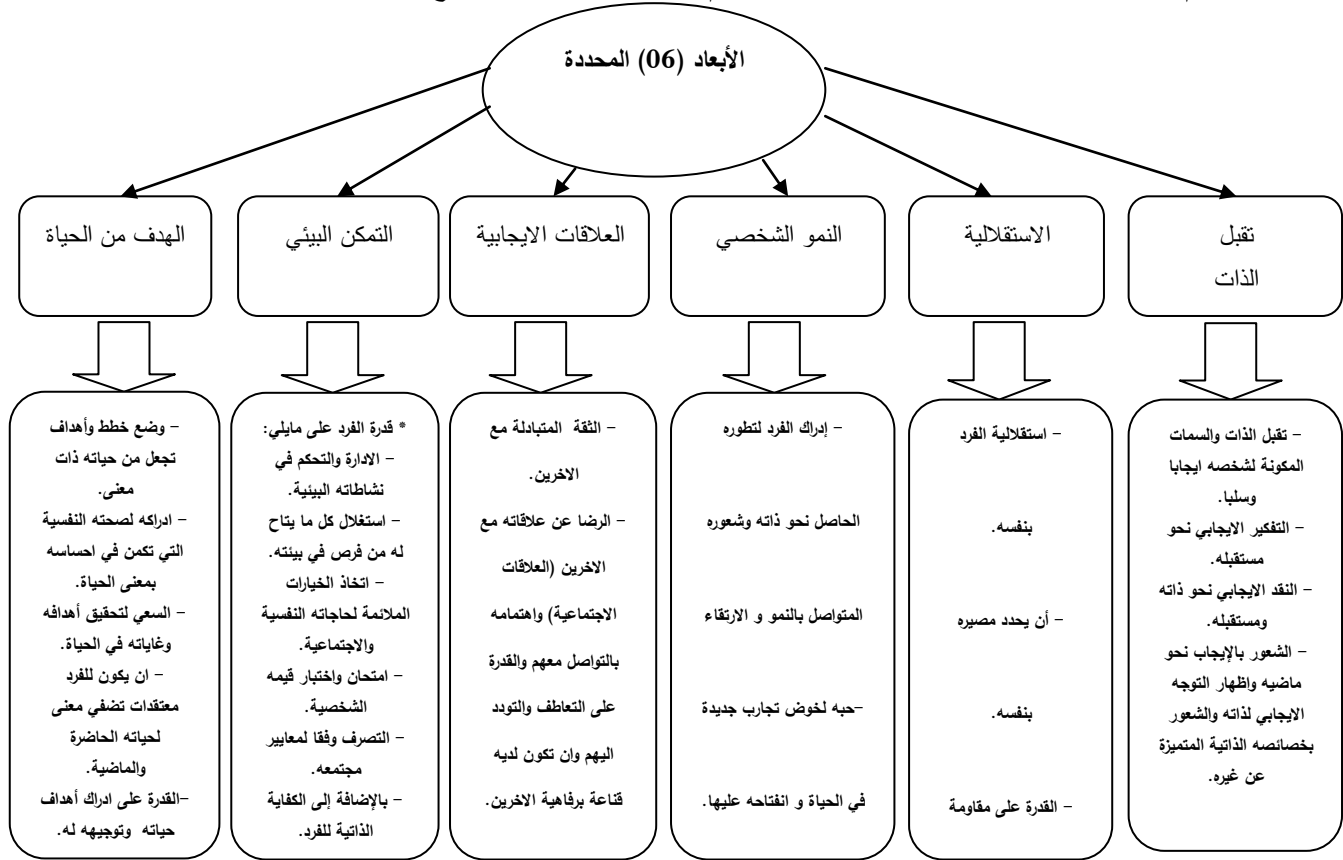 الأبعاد (06) المحددة
تقبل
الذات
الاستقلالية
النمو الشخصي
العلاقات الايجابية
التمكن البيئي
الهدف من الحياة
– تقبل الذات والسمات
المكونة لشخصه ايجابا
وسلبا.
– التفكير الايجابي نحو
مستقبله.
– النقد الايجابي نحو ذاته
ومستقبله.
– الشعور بالإيجاب نحو
ماضيه واظهار التوجه
الايجابي لذاته والشعور
بخصائصه الذاتية المتميزة
عن غيره.
– استقلالية الفرد
بنفسه.
– أن يحدد مصيره
بنفسه.
– القدرة على مقاومة
– إدراك الفرد لتطوره
الحاصل نحو ذاته وشعوره
المتواصل بالنمو و الارتقاء
–حبه لخوض تجارب جديدة
في الحياة و انفتاحه عليها.
– الثقة المتبادلة مع
الاخرين.
– الرضا عن علاقاته مع
الاخرين (العلاقات
الاجتماعية) واهتمامه
بالتواصل معهم والقدرة
على التعاطف والتودد
اليهم وان تكون لديه
قناعة برفاهية الاخرين.
* قدرة الفرد على مايلي:
– الادارة والتحكم في
نشاطاته البيئية.
– استغلال كل ما يتاح
له من فرص في بيئته.
– اتخاذ الخيارات
الملائمة لحاجاته النفسية
والاجتماعية.
– امتحان واختبار قيمه
الشخصية.
– التصرف وفقا لمعايير
مجتمعه.
– بالإضافة إلى الكفاية
الذاتية للفرد.
– وضع خطط وأهداف
تجعل من حياته ذات
معنى.
– ادراكه لصحته النفسية
التي تكمن في احساسه
بمعنى الحياة.
– السعي لتحقيق أهدافه
وغاياته في الحياة.
– ان يكون للفرد
معتقدات تضفي معنى
لحياته الحاضرة
والماضية.
–القدرة على ادراك أهداف
حياته وتوجيهه له.